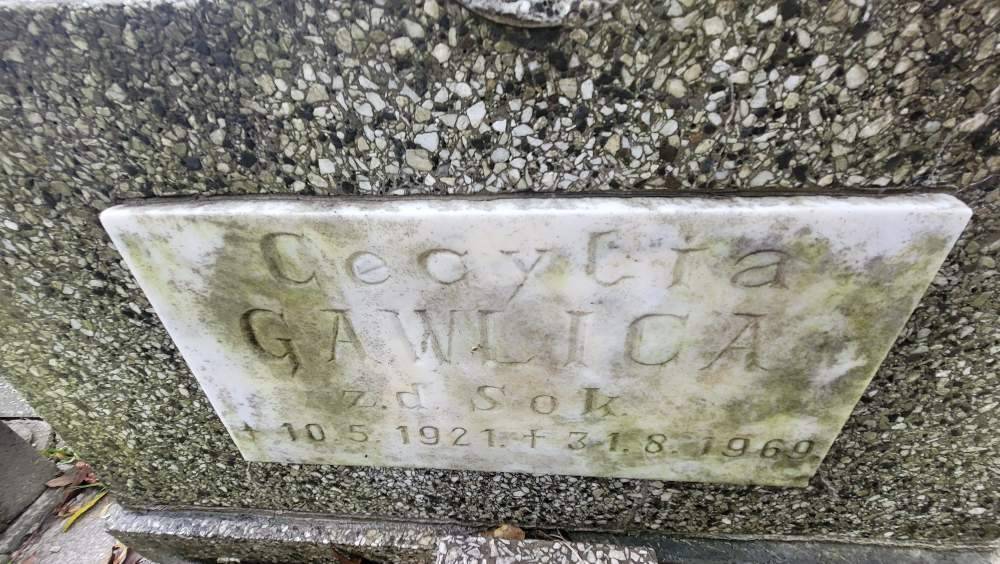 Cecylia
GAWLICA
z.d. Sok
+ 10.5.1921. + 31.8.1969